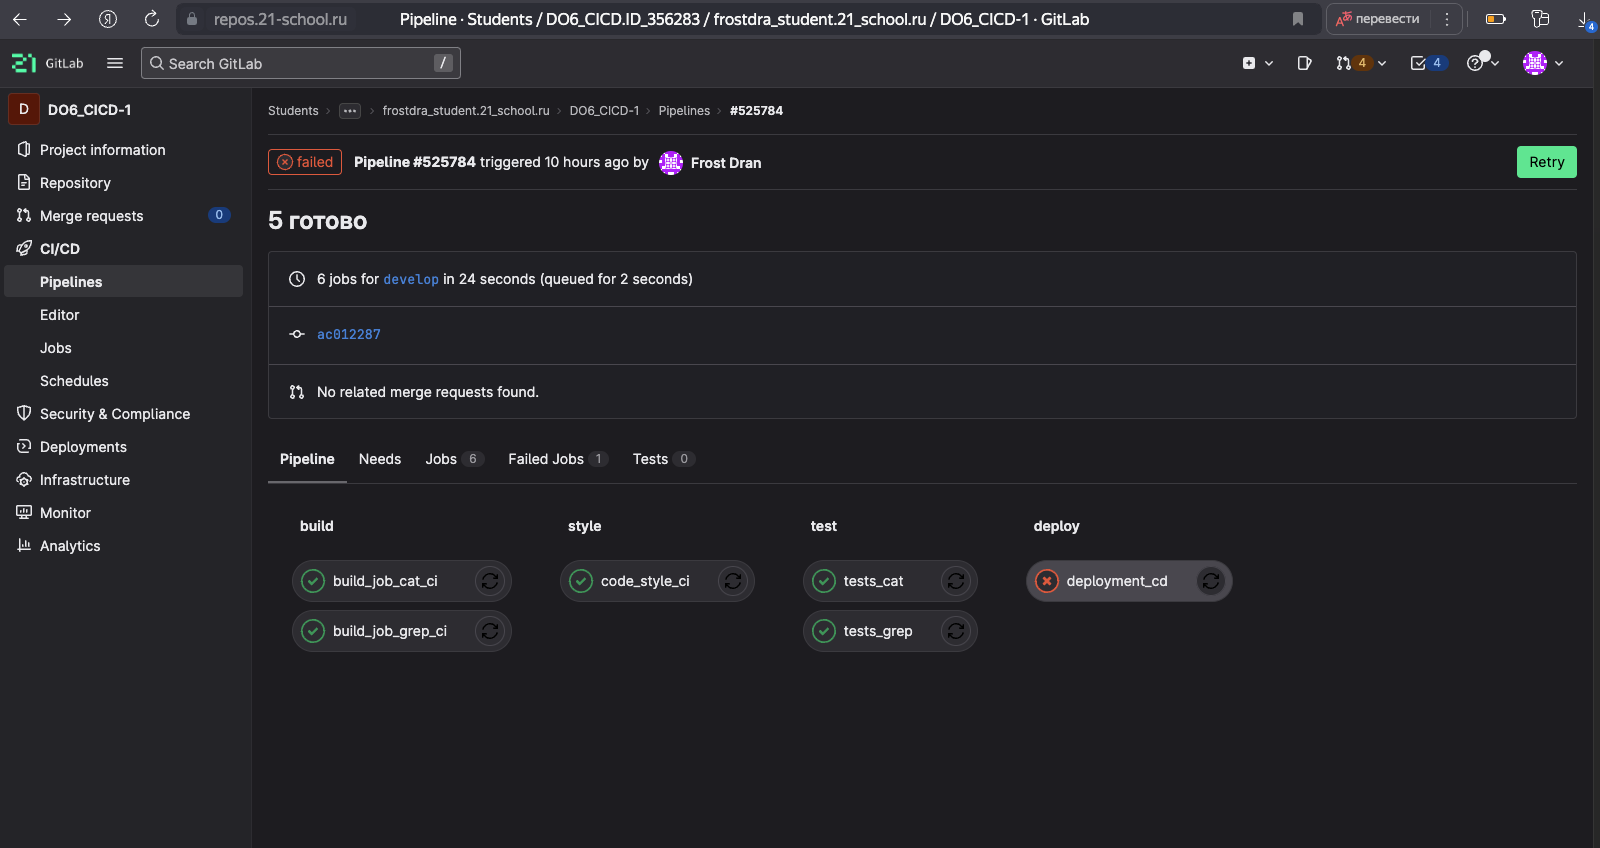 repos.21-school.ru
Pipeline · Students / DO6_CICD.ID_356283 / frostdra_student.21_school.ru / DO6_CICD-1 · GitLab
перевести
4
GitLab
Search GitLab
/
4
4
D
DO6_CICD-1
Project information
Repository
Merge requests
0
CI/CD
Pipelines
Editor
Jobs
Schedules
Security & Compliance
Deployments
Infrastructure
Monitor
Analytics
Students › ... › frostdra_student.21_school.ru › DO6_CICD-1 › Pipelines › #525784
failed
Pipeline #525784 triggered 10 hours ago by Frost Dran
Retry
5 готово
6 jobs for develop in 24 seconds (queued for 2 seconds)
ac012287
No related merge requests found.
Pipeline Needs Jobs 6 Failed Jobs 1 Tests 0
build
build_job_cat_ci
build_job_grep_ci
style
code_style_ci
test
tests_cat
tests_grep
deploy
deployment_cd